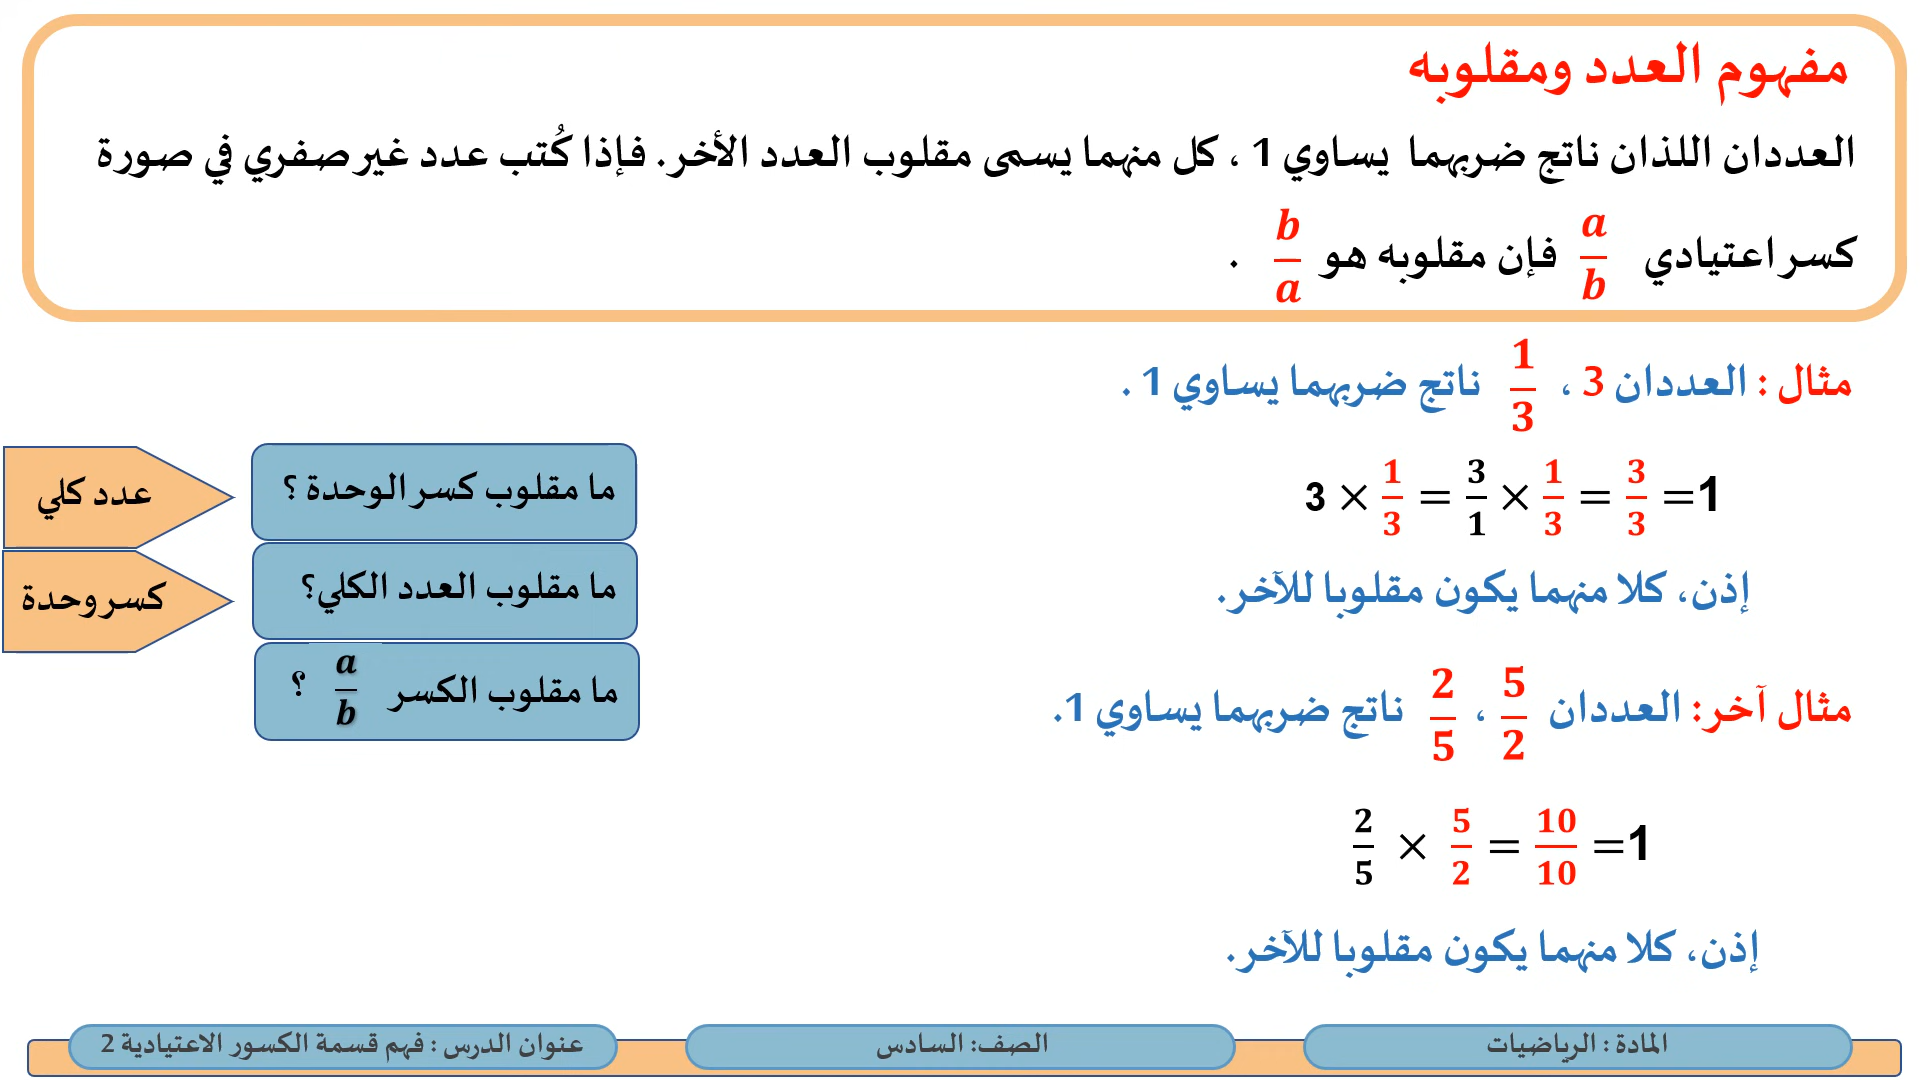 مفهوم العدد ومقلوبه
العددان اللذان ناتج ضربهما يساوي 1 ، كل منهما يسمى مقلوب العدد الأخر. فإذا كُتب عدد غير صفري في صورة
كسر اعتيادي a/b فإن مقلوبه هو b/a .
مثال : العددان 3 ، 1/3 ناتج ضربهما يساوي 1 .
3 × 1/3 = 3/1 × 1/3 = 3/3 =1
إذن، كلا منهما يكون مقلوبا للآخر.
مثال آخر: العددان 5/2 ، 2/5 ناتج ضربهما يساوي 1.
2/5 × 5/2 = 10/10 =1
إذن، كلا منهما يكون مقلوبا للآخر.
ما مقلوب كسر الوحدة ؟
عدد كلي
ما مقلوب العدد الكلي؟
كسر وحدة
ما مقلوب الكسر a/b ؟
المادة : الرياضيات
الصف: السادس
عنوان الدرس : فهم قسمة الكسور الاعتيادية 2